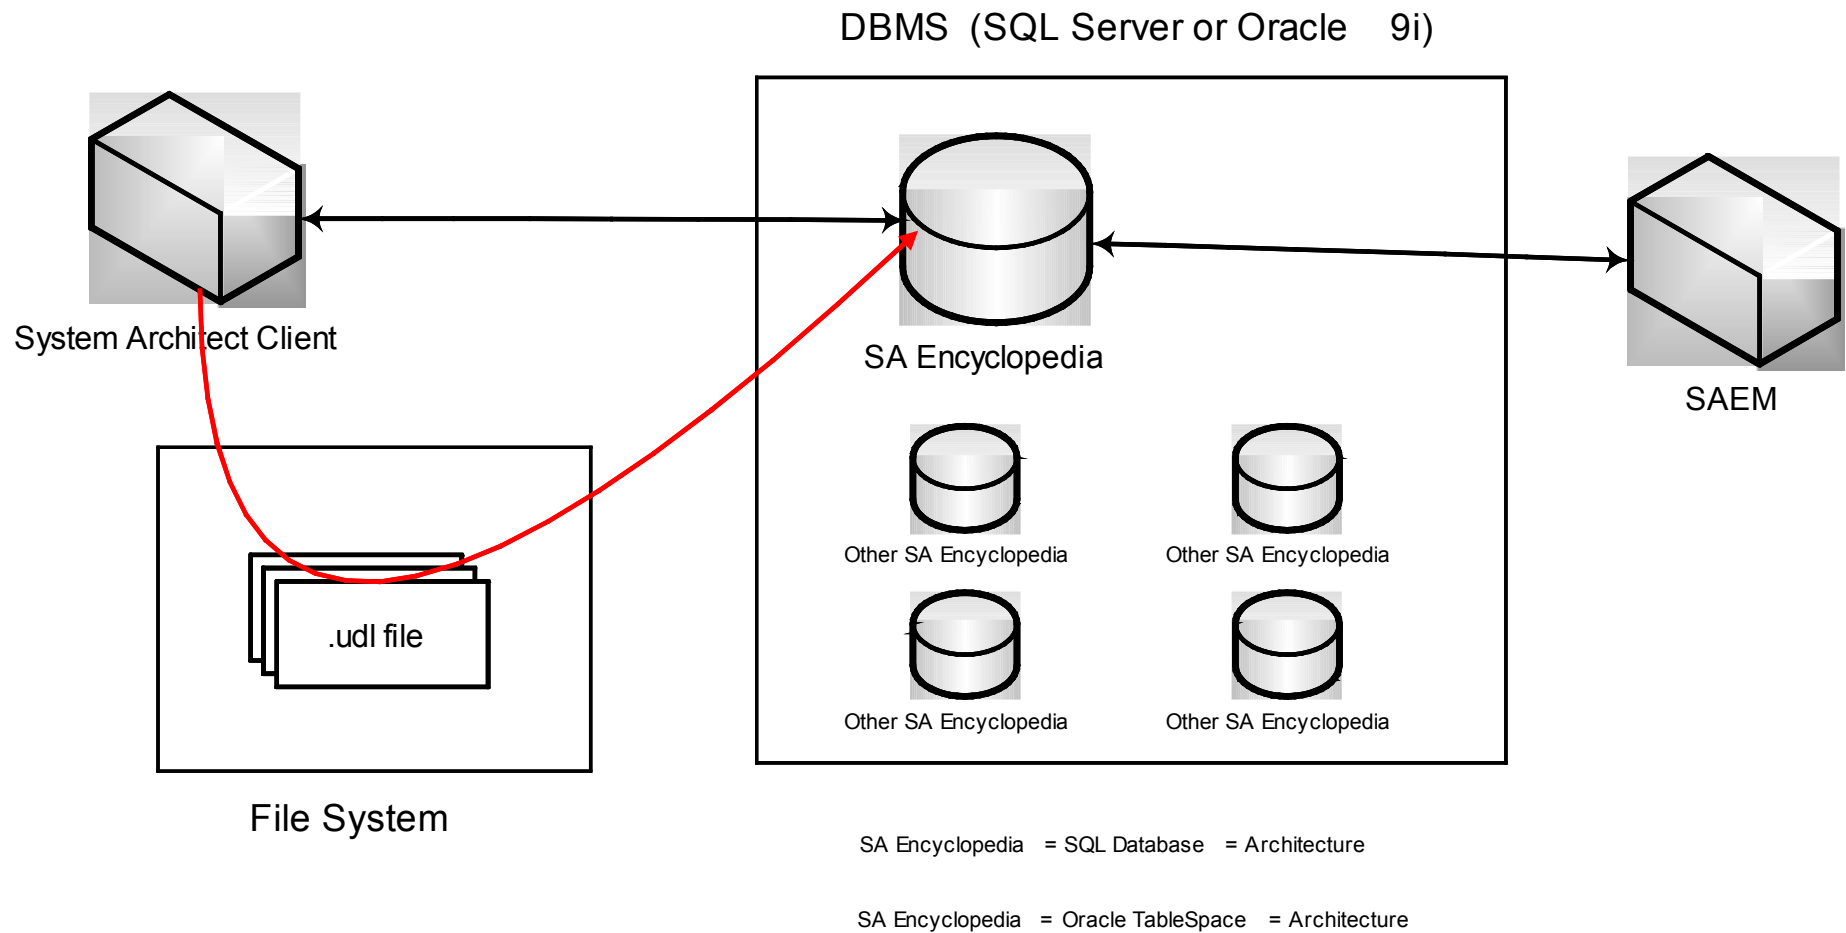 DBMS (SQL Server or Oracle 9i)
System Architect Client
SA Encyclopedia
SAEM
Other SA Encyclopedia
Other SA Encyclopedia
.udl file
Other SA Encyclopedia
Other SA Encyclopedia
File System
SA Encyclopedia = SQL Database = Architecture
SA Encyclopedia = Oracle TableSpace = Architecture